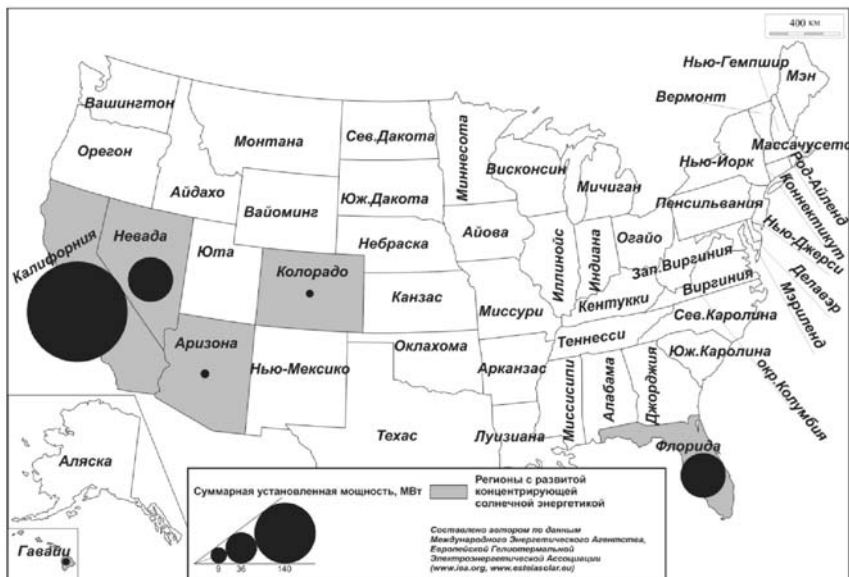 400 км
Нью-Гемпшир
Мэн
Вашингтон
Вермонт
Монтана
Сев.Дакота
Миннесота
Массачусетс
Орегон
Висконсин
Нью-Йорк
Род-Айленд
Мичиган
Айдахо
Юж.Дакота
Коннектикут
Вайоминг
Пенсильвания
Калифорния
Невада
Айова
Нью-Джерси
Небраска
Огайо
Юта
Иллинойс
Индиана
Колорадо
Зап.Виргиния
Делавэр
Виргиния
Канзас
Мэриленд
Миссури
Кентукки
Сев.Каролина
Аризона
Теннесси
Оклахома
Юж.Каролина
Нью-Мексико
Арканзас
окр.Колумбия
Миссисипи
Алабама
Джорджия
Техас
Луизиана
Флорида
Аляска
Гавайи
Суммарная установленная мощность, МВт
9 36 140
Регионы с развитой
концентрирующей
солнечной энергетикой
Составлено автором по данным
Международного Энергетического Агентства,
Европейской Гелиотермальной
Электроэнергетической Ассоциации
(www.iea.org, www.estelasolar.eu)